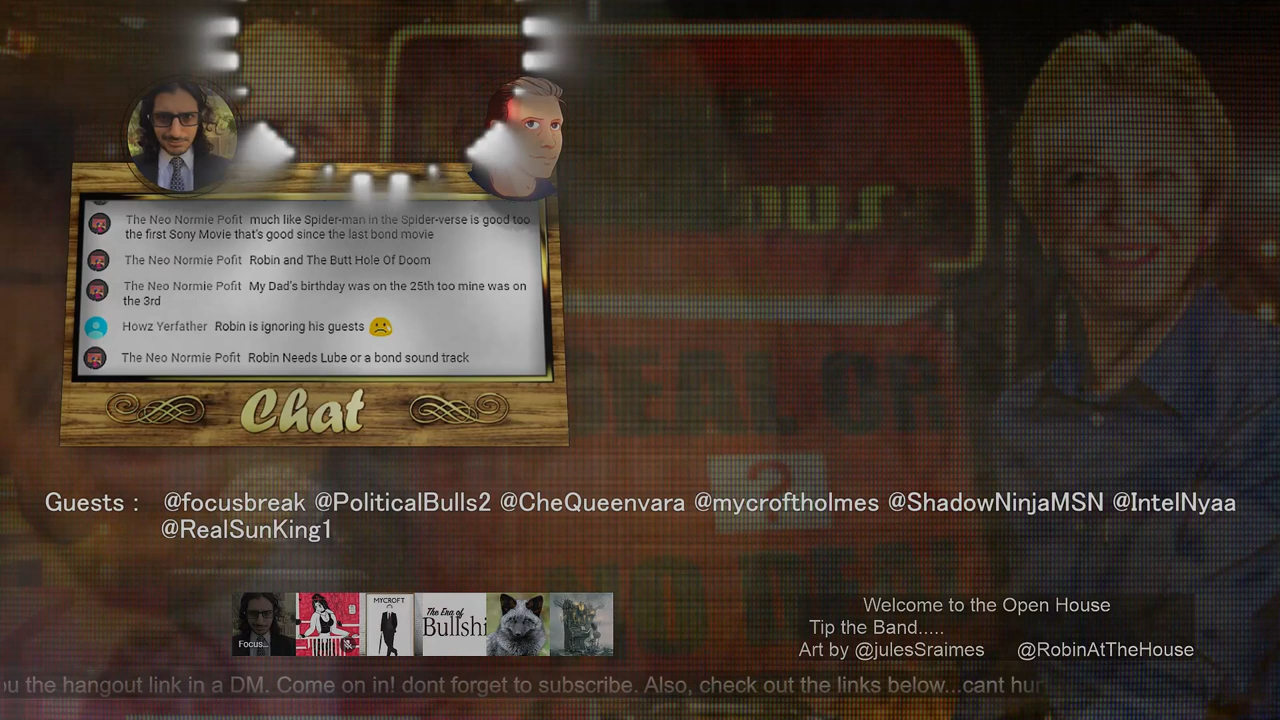 The Neo Normie Pofit much like Spider-man in the Spider-verse is good too
the first Sony Movie that's good since the last bond movie
The Neo Normie Pofit Robin and The Butt Hole Of Doom
The Neo Normie Pofit My Dad's birthday was on the 25th too mine was on
the 3rd
Howz Yerfather Robin is ignoring his guests
The Neo Normie Pofit Robin Needs Lube or a bond sound track
Chat
DEAL OR
?
NO DEAL
Guests : @focusbreak @PoliticalBulls2 @CheQueenvara @mycroftholmes @ShadowNinjaMSN @IntelNyaa
@RealSunKing1
Focus...
MYCROFT
The Era of
Bullshi
Welcome to the Open House
Tip the Band.....
Art by @julesSraimes @RobinAtTheHouse
ou the hangout link in a DM. Come on in! dont forget to subscribe. Also, check out the links below...cant hur